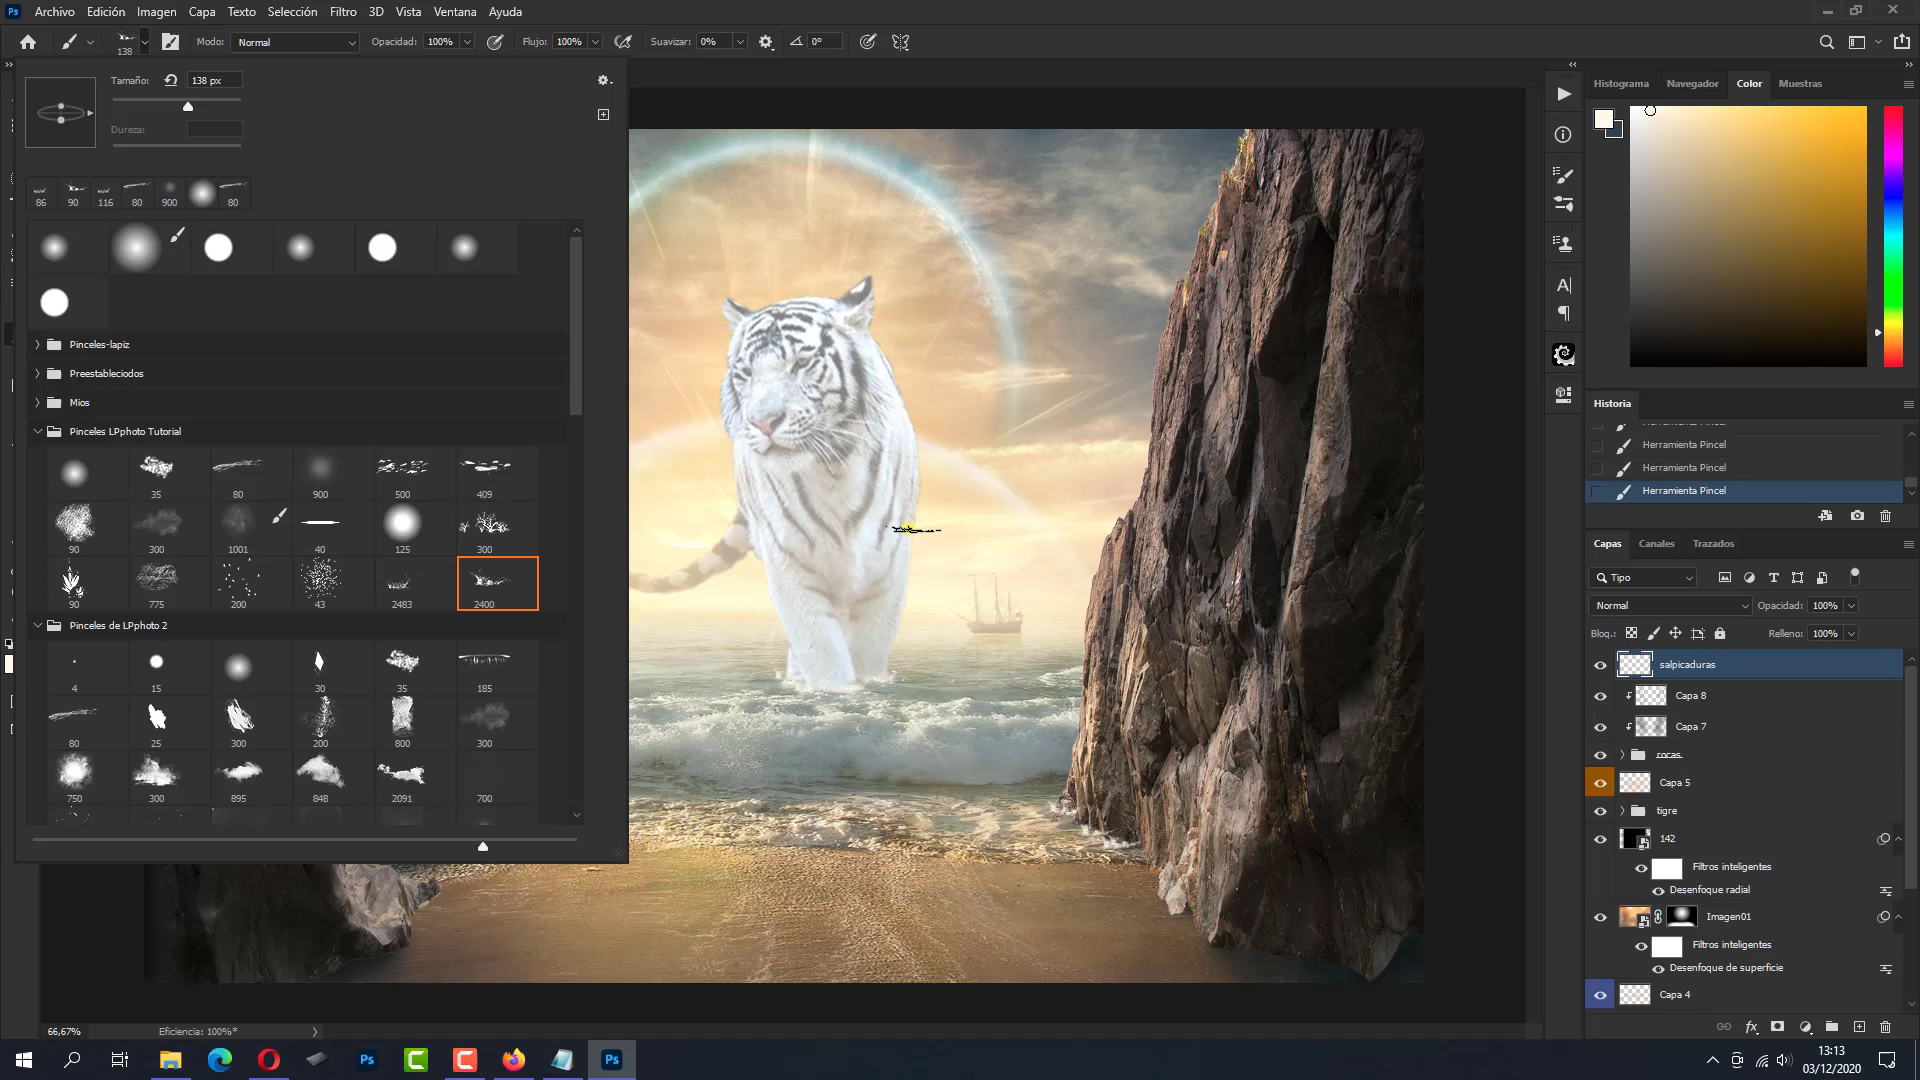 Ps Archivo Edición Imagen Capa Texto Selección Filtro 3D Vista Ventana Ayuda
138 Modo: Normal Opacidad: 100% Flujo: 100% Suavizar: 0% 0°
Tamaño: 138 px
Dureza:
86 90 116 80 900 80
Pinceles-lapiz
Preestableciodos
Mios
Pinceles LPphoto Tutorial
35 80 900 500 409
90 300 1001 40 125 300
90 775 200 43 2483 2400
Pinceles de LPphoto 2
4 15 30 35 185
80 25 300 200 800 300
750 300 895 848 2091 700
Histograma Navegador Color Muestras
Historia
Herramienta Pincel
Herramienta Pincel
Herramienta Pincel
Capas Canales Trazados
Tipo
Normal Opacidad: 100%
Bloq.: Relleno: 100%
salpicaduras
Capa 8
Capa 7
rocas
Capa 5
tigre
142
Filtros inteligentes
Desenfoque radial
Imagen01
Filtros inteligentes
Desenfoque de superficie
Capa 4
fx
66,67% Eficiencia: 100%*
Ps C C Ps
13:13
03/12/2020